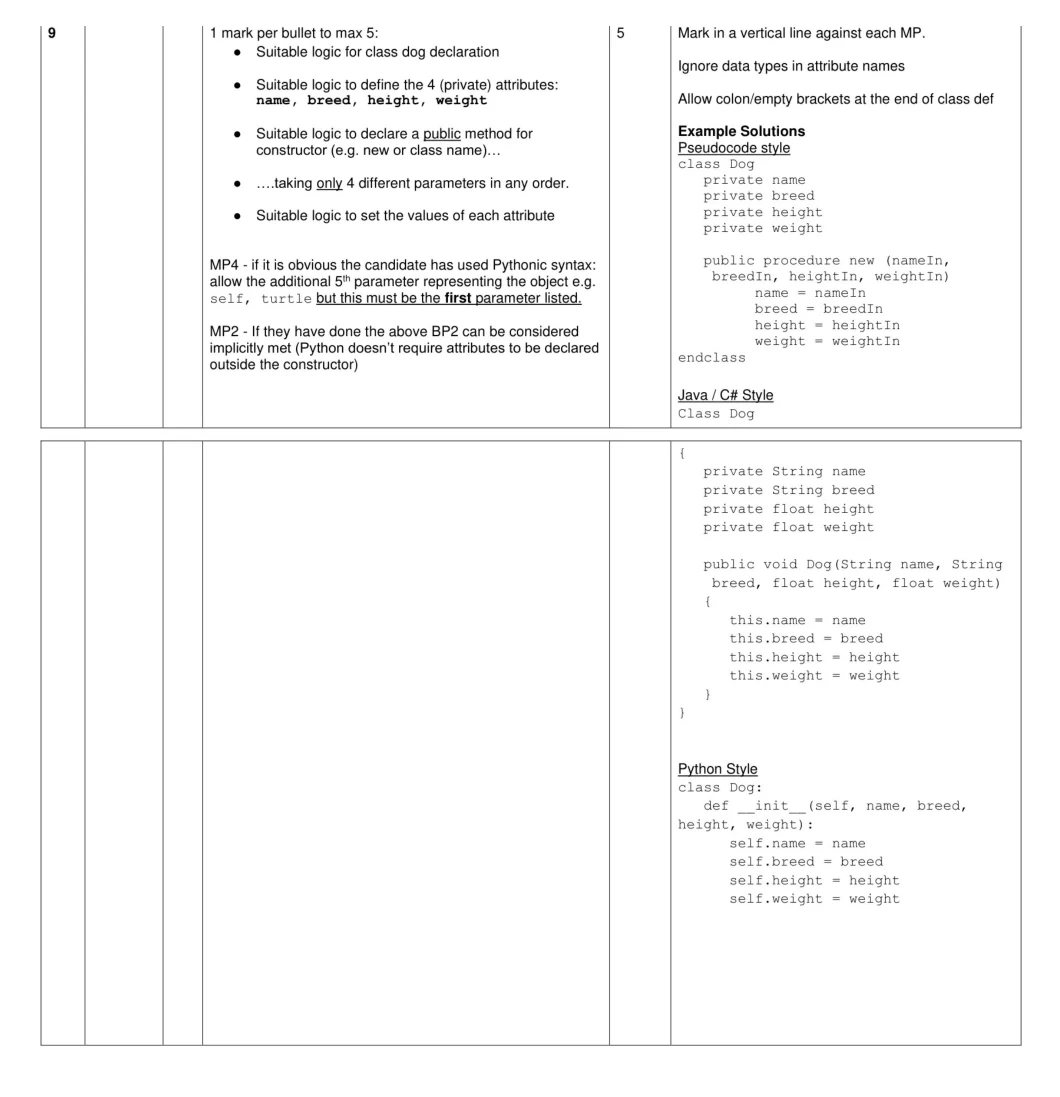 9
1 mark per bullet to max 5:
● Suitable logic for class dog declaration
● Suitable logic to define the 4 (private) attributes:
name, breed, height, weight
● Suitable logic to declare a public method for
constructor (e.g. new or class name)…
● ….taking only 4 different parameters in any order.
● Suitable logic to set the values of each attribute
MP4 - if it is obvious the candidate has used Pythonic syntax:
allow the additional 5th parameter representing the object e.g.
self, turtle but this must be the first parameter listed.
MP2 - If they have done the above BP2 can be considered
implicitly met (Python doesn't require attributes to be declared
outside the constructor)
5
Mark in a vertical line against each MP.
Ignore data types in attribute names
Allow colon/empty brackets at the end of class def
Example Solutions
Pseudocode style
class Dog
private name
private breed
private height
private weight
public procedure new (nameIn,
breedIn, heightIn, weightIn)
name = nameIn
breed = breedIn
height = heightIn
weight = weightIn
endclass
Java / C# Style
Class Dog
{
private String name
private String breed
private float height
private float weight
public void Dog(String name, String
breed, float height, float weight)
{
this.name = name
this.breed = breed
this.height = height
this.weight = weight
}
}
Python Style
class Dog:
def __init__(self, name, breed,
height, weight):
self.name = name
self.breed = breed
self.height = height
self.weight = weight